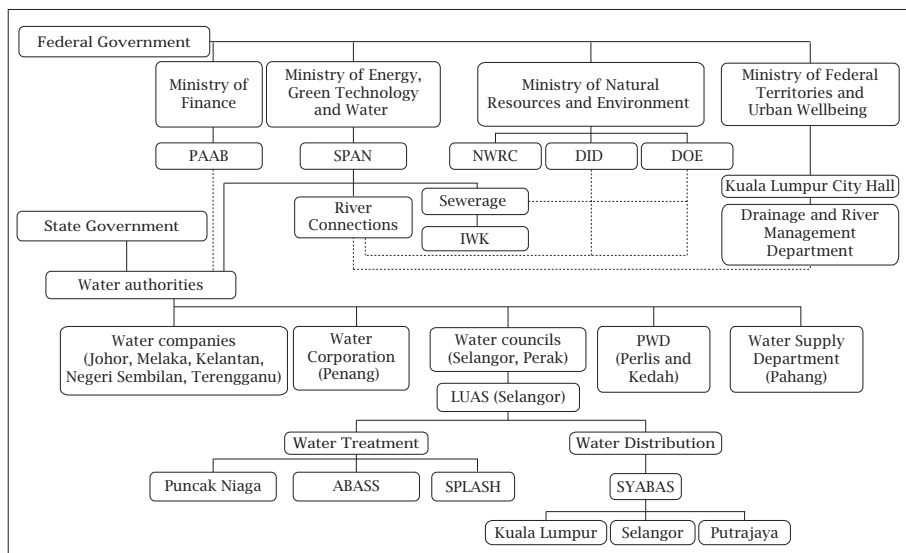 Federal Government
Ministry of
Finance
Ministry of Energy,
Green Technology
and Water
Ministry of Natural
Resources and Environment
Ministry of Federal
Territories and
Urban Wellbeing
PAAB
SPAN
NWRC
DID
DOE
Kuala Lumpur City Hall
State Government
River
Connections
Sewerage
IWK
Drainage and River
Management
Department
Water authorities
Water companies
(Johor, Melaka, Kelantan,
Negeri Sembilan, Terengganu)
Water
Corporation
(Penang)
Water councils
(Selangor, Perak)
PWD
(Perlis and
Kedah)
Water Supply
Department
(Pahang)
LUAS (Selangor)
Water Treatment
Water Distribution
Puncak Niaga
ABASS
SPLASH
SYABAS
Kuala Lumpur
Selangor
Putrajaya